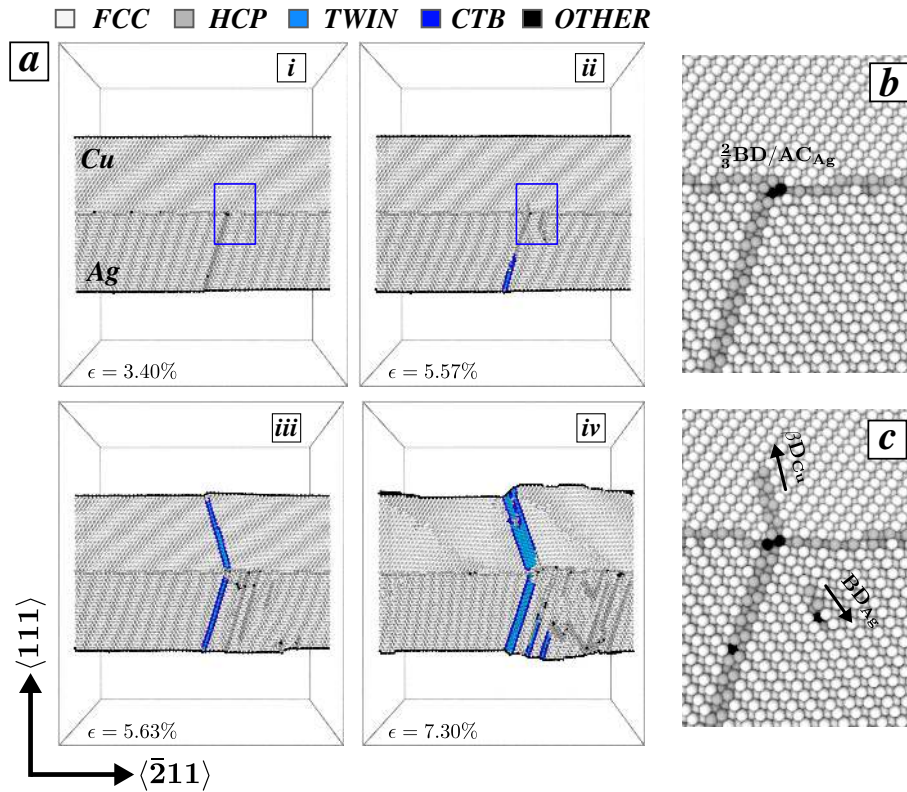 FCC HCP TWIN CTB OTHER
a
i
ii
b
Cu
Ag
2/3BD/AC_Ag
ϵ = 3.40%
ϵ = 5.57%
iii
iv
c
βD_Cu
BD_Ag
ϵ = 5.63%
ϵ = 7.30%
⟨111⟩
⟨2̄11⟩